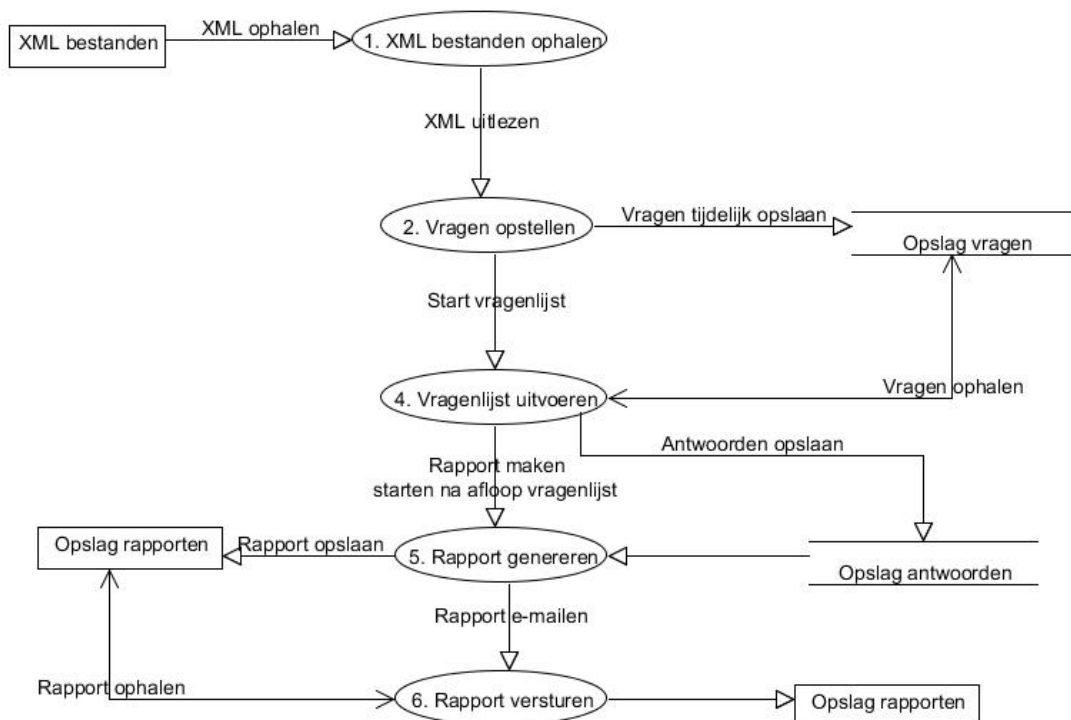 XML ophalen
XML bestanden
1. XML bestanden ophalen
XML uitlezen
Vragen tijdelijk opslaan
2. Vragen opstellen
Opslag vragen
Start vragenlijst
Vragen ophalen
4. Vragenlijst uitvoeren
Antwoorden opslaan
Rapport maken
starten na afloop vragenlijst
Opslag rapporten
Rapport opslaan
5. Rapport genereren
Opslag antwoorden
Rapport e-mailen
Rapport ophalen
6. Rapport versturen
Opslag rapporten